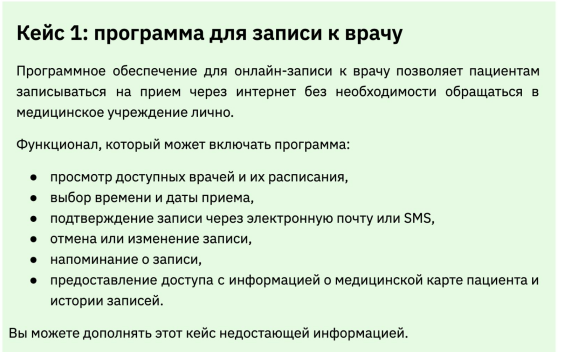 Кейс 1: программа для записи к врачу
Программное обеспечение для онлайн-записи к врачу позволяет пациентам
записываться на прием через интернет без необходимости обращаться в
медицинское учреждение лично.
Функционал, который может включать программа:
● просмотр доступных врачей и их расписания,
● выбор времени и даты приема,
● подтверждение записи через электронную почту или SMS,
● отмена или изменение записи,
● напоминание о записи,
● предоставление доступа с информацией о медицинской карте пациента и
истории записей.
Вы можете дополнять этот кейс недостающей информацией.